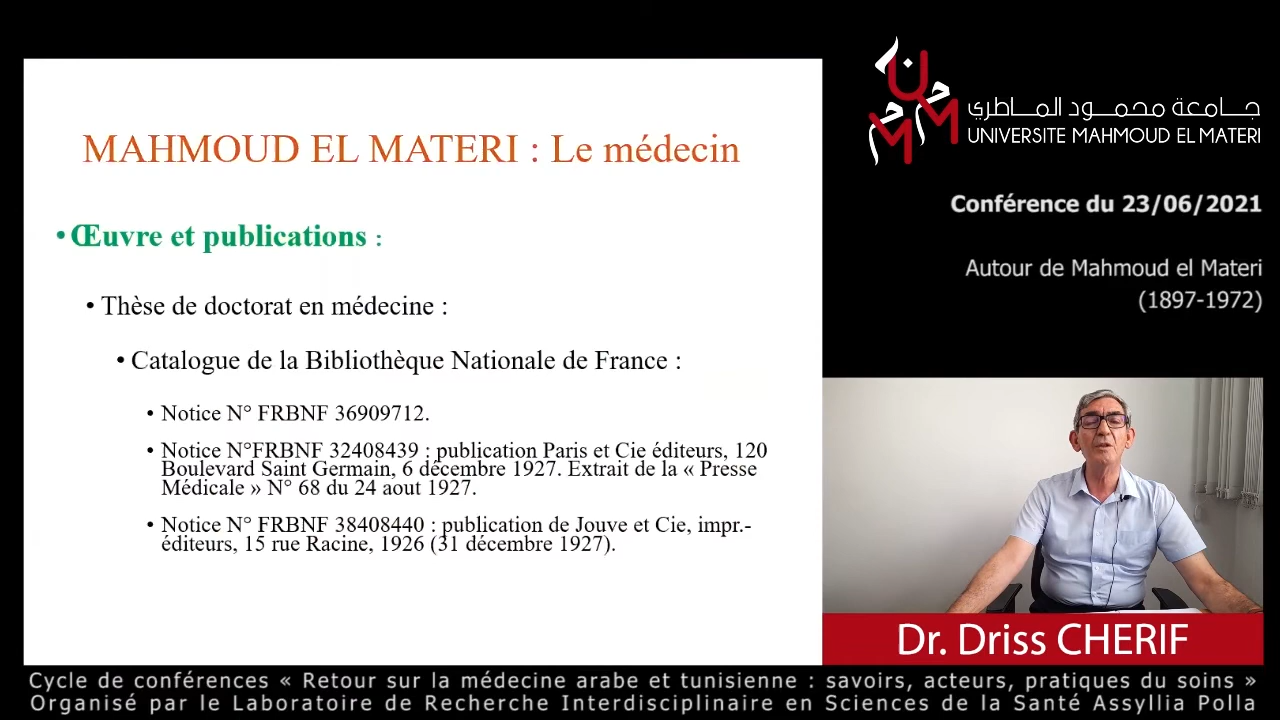 MAHMOUD EL MATERI : Le médecin
• Œuvre et publications :
• Thèse de doctorat en médecine :
• Catalogue de la Bibliothèque Nationale de France :
• Notice N° FRBNF 36909712.
• Notice N°FRBNF 32408439 : publication Paris et Cie éditeurs, 120
Boulevard Saint Germain, 6 décembre 1927. Extrait de la « Presse
Médicale » N° 68 du 24 aout 1927.
• Notice N° FRBNF 38408440 : publication de Jouve et Cie, impr.-
éditeurs, 15 rue Racine, 1926 (31 décembre 1927).
جامعة محمود الماطري
UNIVERSITE MAHMOUD EL MATERI
Conférence du 23/06/2021
Autour de Mahmoud el Materi
(1897-1972)
Dr. Driss CHERIF
Cycle de conférences « Retour sur la médecine arabe et tunisienne : savoirs, acteurs, pratiques du soins »
Organisé par le Laboratoire de Recherche Interdisciplinaire en Sciences de la Santé Assyllia Polla